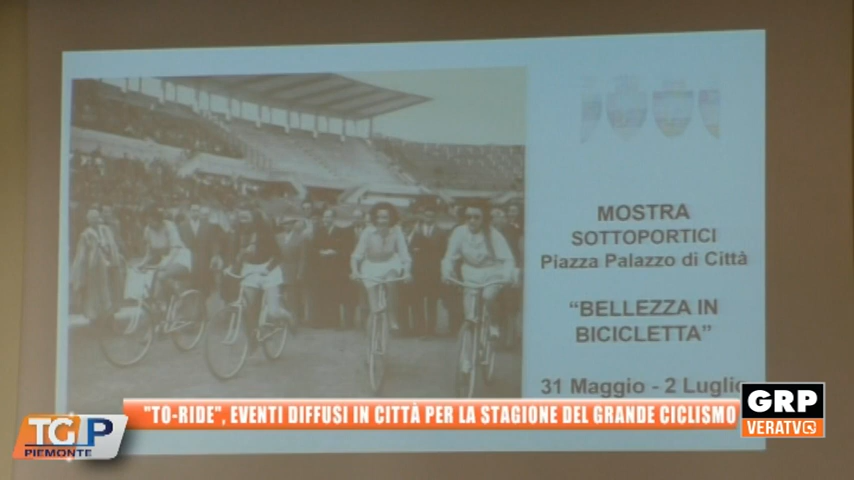 MOSTRA
SOTTOPORTICI
Piazza Palazzo di Città
“BELLEZZA IN
BICICLETTA”
31 Maggio - 2 Luglio
"TO-RIDE", EVENTI DIFFUSI IN CITTÀ PER LA STAGIONE DEL GRANDE CICLISMO
GRP
VERATV
TGP
PIEMONTE